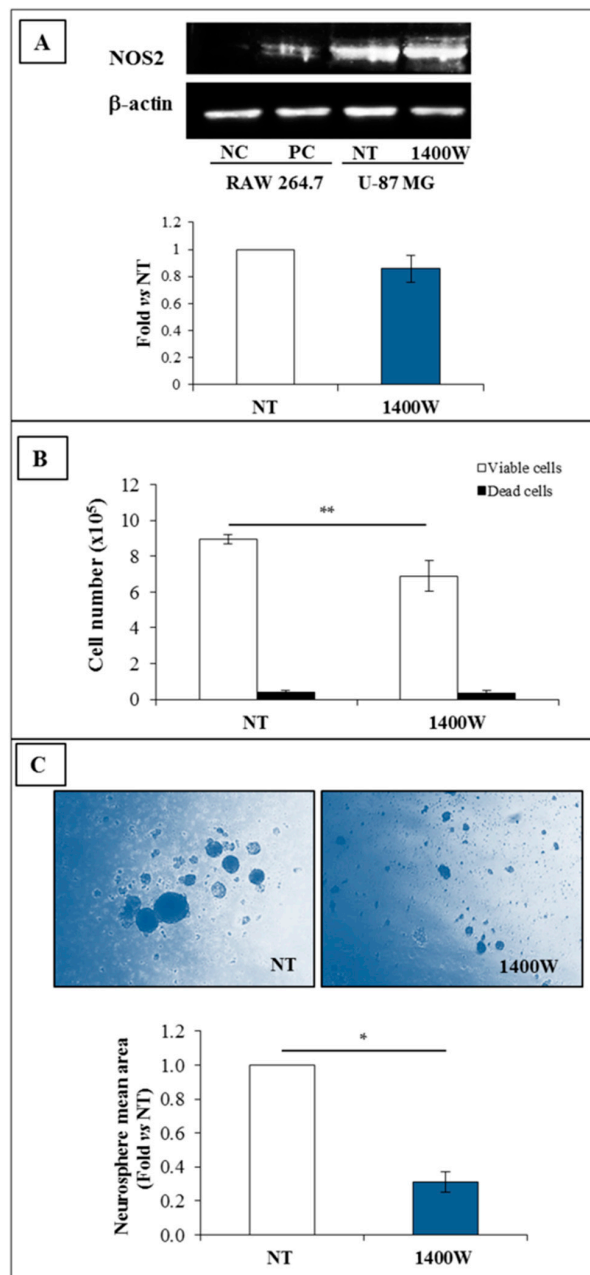 A
NOS2
β-actin
NC PC NT 1400W
RAW 264.7 U-87 MG
Fold vs NT
1.2
1
0.8
0.6
0.4
0.2
0
NT 1400W
B
Viable cells
Dead cells
Cell number (x10⁵)
12
10
8
6
4
2
0
**
NT 1400W
C
NT 1400W
Neurosphere mean area
(Fold vs NT)
1.2
1.0
0.8
0.6
0.4
0.2
0.0
*
NT 1400W